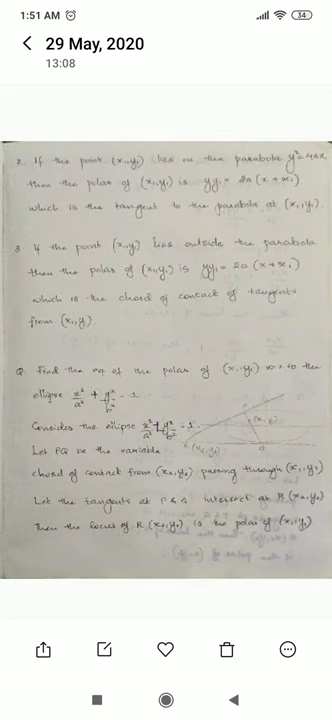 1:51 AM
34
29 May, 2020
13:08
2. If the point (x₁,y₁) lies on the parabola y²=4ax,
then the polar of (x₁,y₁) is yy₁ = 2a(x+x₁)
which is the tangent to the parabola at (x₁,y₁).
3. If the point (x₁,y₁) lies outside the parabola
then the polar of (x₁,y₁) is yy₁ = 2a(x+x₁)
which is the chord of contact of tangents
from (x₁,y₁)
Q Find the eq of the polar of (x₁,y₁) w.r.to the
ellipse x²/a² + y²/b² = 1.
Consider the ellipse x²/a² + y²/b² = 1.
Let PQ be the variable
chord of contact from (x₂,y₂) passing through (x₁,y₁)
Let the tangents at P & Q intersect at R(x₂,y₂)
Then the locus of R(x₂,y₂) is the polar of (x₁,y₁)